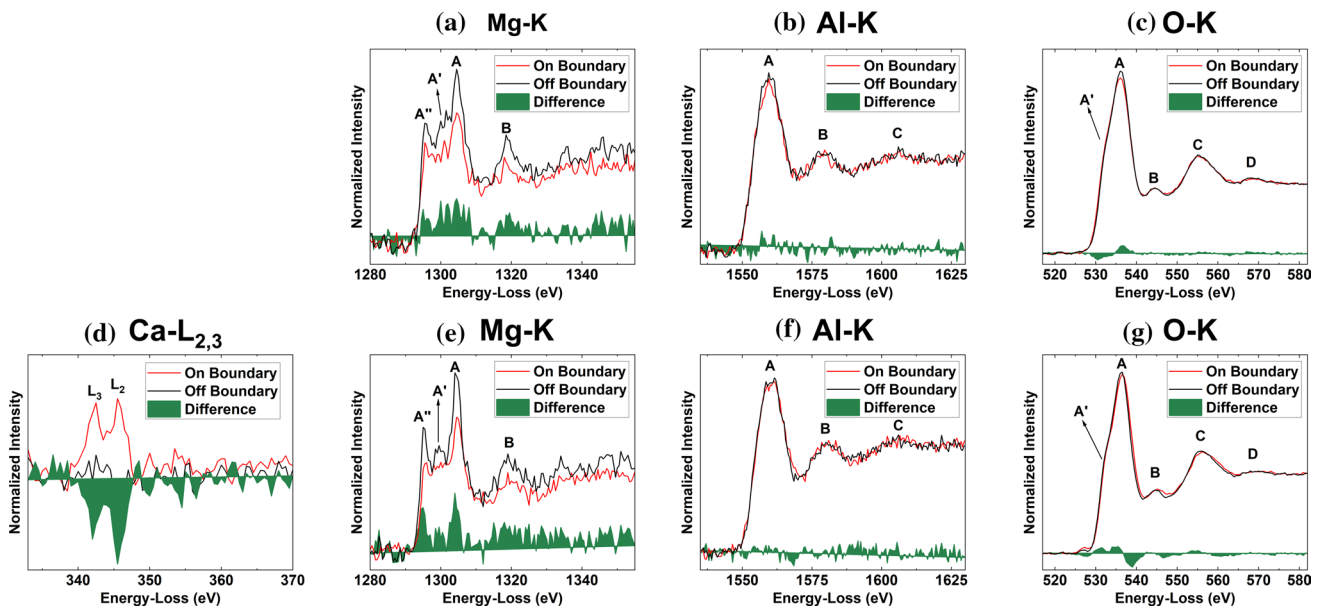 (a) Mg-K
Normalized Intensity
A
A'
A"
B
On Boundary
Off Boundary
Difference
1280 1300 1320 1340
Energy-Loss (eV)
(b) Al-K
Normalized Intensity
A
B
C
On Boundary
Off Boundary
Difference
1550 1575 1600 1625
Energy-Loss (eV)
(c) O-K
Normalized Intensity
A
A'
B
C
D
On Boundary
Off Boundary
Difference
520 530 540 550 560 570 580
Energy-Loss (eV)
(d) Ca-L2,3
Normalized Intensity
L3
L2
On Boundary
Off Boundary
Difference
340 350 360 370
Energy-Loss (eV)
(e) Mg-K
Normalized Intensity
A
A'
A"
B
On Boundary
Off Boundary
Difference
1280 1300 1320 1340
Energy-Loss (eV)
(f) Al-K
Normalized Intensity
A
B
C
On Boundary
Off Boundary
Difference
1550 1575 1600 1625
Energy-Loss (eV)
(g) O-K
Normalized Intensity
A
A'
B
C
D
On Boundary
Off Boundary
Difference
520 530 540 550 560 570 580
Energy-Loss (eV)